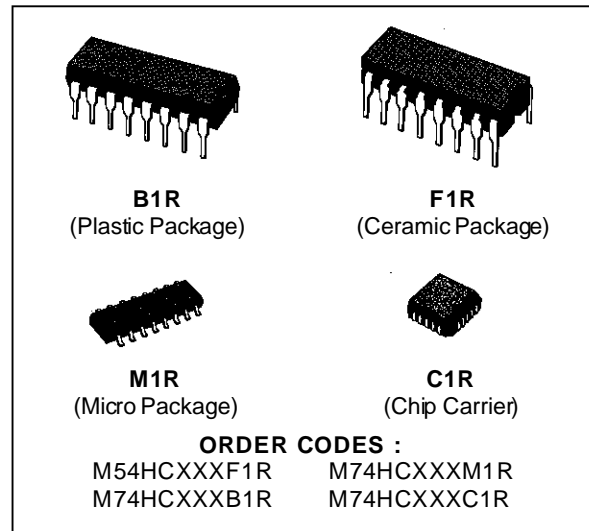 B1R
(Plastic Package)
F1R
(Ceramic Package)
M1R
(Micro Package)
C1R
(Chip Carrier)
ORDER CODES :
M54HCXXXF1R M74HCXXXM1R
M74HCXXXB1R M74HCXXXC1R